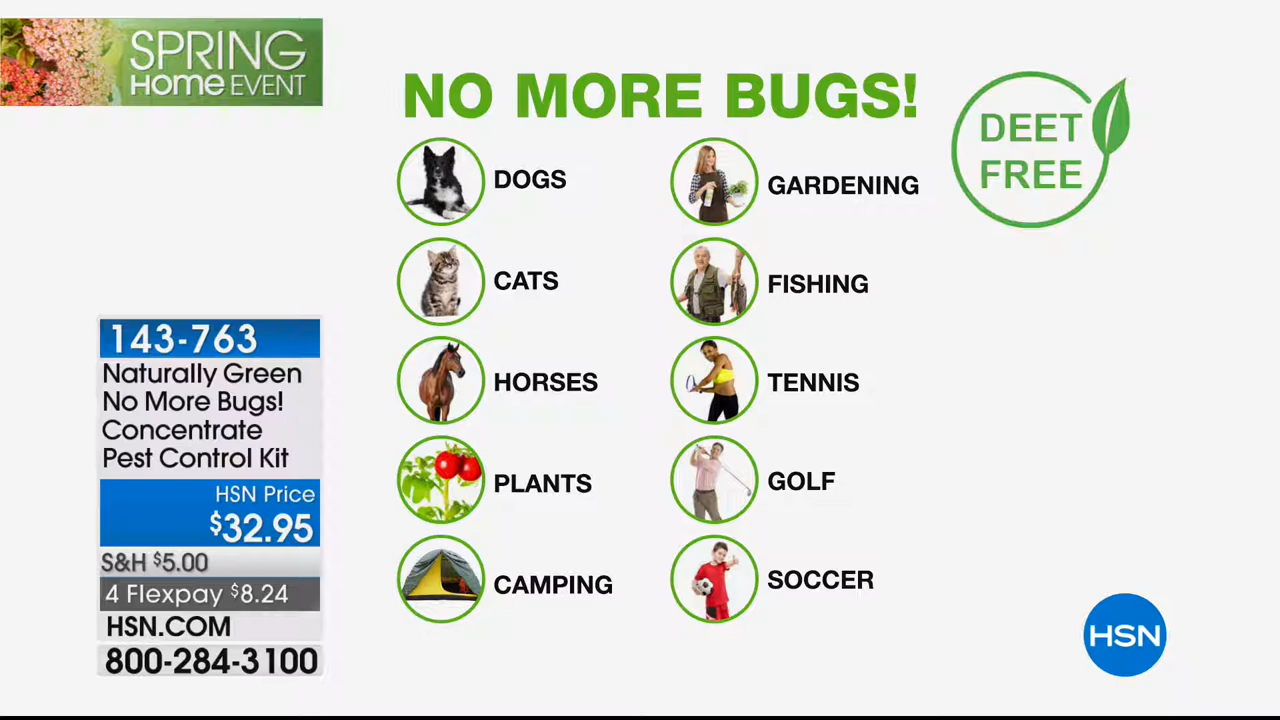 SPRING
Home EVENT
NO MORE BUGS!
DEET
FREE
DOGS
GARDENING
CATS
FISHING
HORSES
TENNIS
PLANTS
GOLF
CAMPING
SOCCER
143-763
Naturally Green
No More Bugs!
Concentrate
Pest Control Kit
HSN Price
$32.95
S&H $5.00
4 Flexpay $8.24
HSN.COM
800-284-3100
HSN